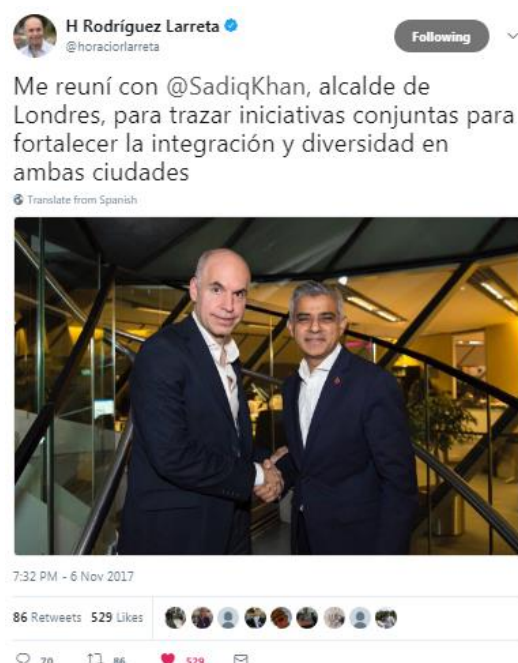 H Rodríguez Larreta
@horaciorlarreta
Following
Me reuní con @SadiqKhan, alcalde de
Londres, para trazar iniciativas conjuntas para
fortalecer la integración y diversidad en
ambas ciudades
Translate from Spanish
7:32 PM - 6 Nov 2017
86 Retweets 529 Likes
70 86 529